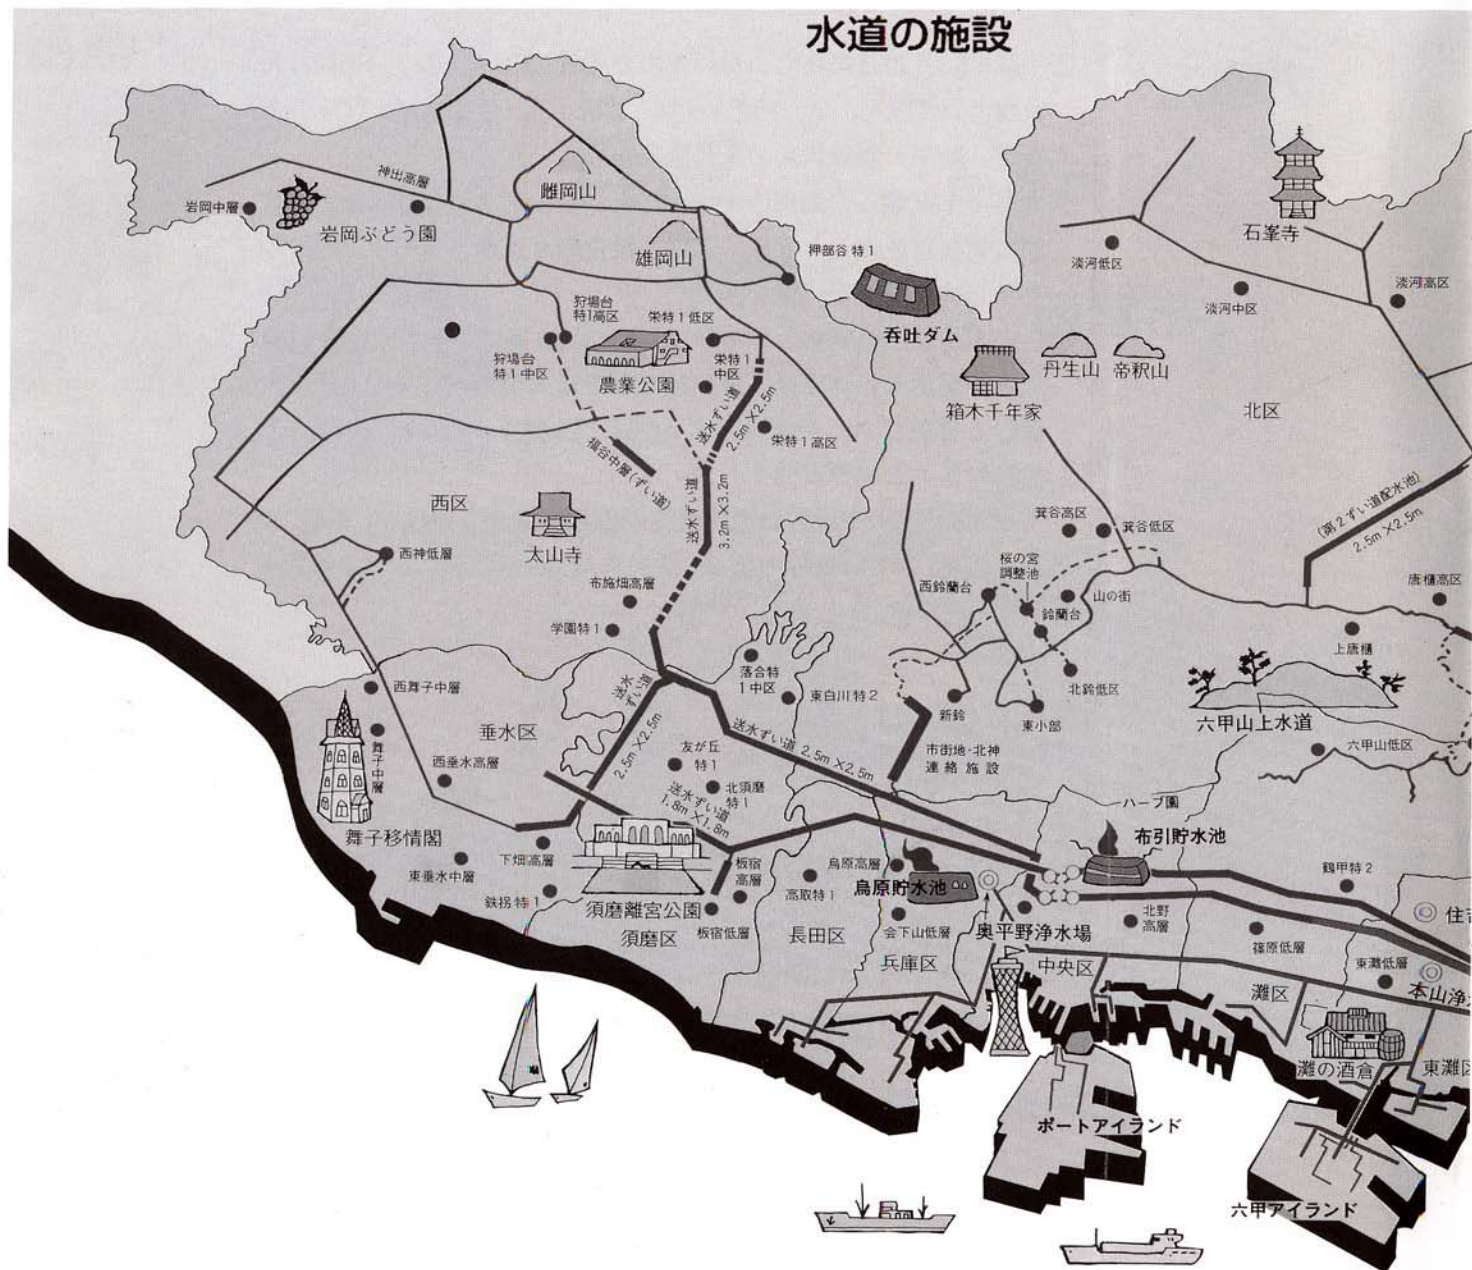 水道の施設
神出高層
岩岡中層
岩岡ぶどう園
雌岡山
雄岡山
押部谷 特1
呑吐ダム
石峯寺
淡河低区
淡河中区
淡河高区
狩場台
特1高区
栄特1低区
狩場台
特1中区
農業公園
栄特1
中区
送水ずい道
2.5m×2.5m
栄特1高区
箱木千年家
丹生山
帝釈山
北区
福谷中層(ずい道)
送水ずい道
3.2m×3.2m
西区
太山寺
西神低層
布施畑高層
学園特1
箕谷高区
箕谷低区
桜の宮
調整池
西鈴蘭台
鈴蘭台
山の街
(第2ずい道配水池)
2.5m×2.5m
唐櫃高区
上唐櫃
落合特
1中区
東白川特2
新鈴
東小部
北鈴低区
六甲山上水道
六甲山低区
市街地・北神
連絡施設
西舞子中層
舞子中層
垂水区
西垂水高層
送水
ずい道
2.5m×2.5m
送水ずい道 2.5m×2.5m
友が丘
特1
北須磨
特1
送水ずい道
1.8m×1.8m
舞子移情閣
下畑高層
東垂水中層
鉄拐特1
須磨離宮公園
須磨区
板宿
高層
板宿低層
高取特1
長田区
烏原高層
烏原貯水池
会下山低層
兵庫区
ハーブ園
布引貯水池
奥平野浄水場
中央区
北野
高層
鶴甲特2
篠原低層
東灘低層
住吉
本山浄水
灘区
灘の酒倉
東灘区
ポートアイランド
六甲アイランド